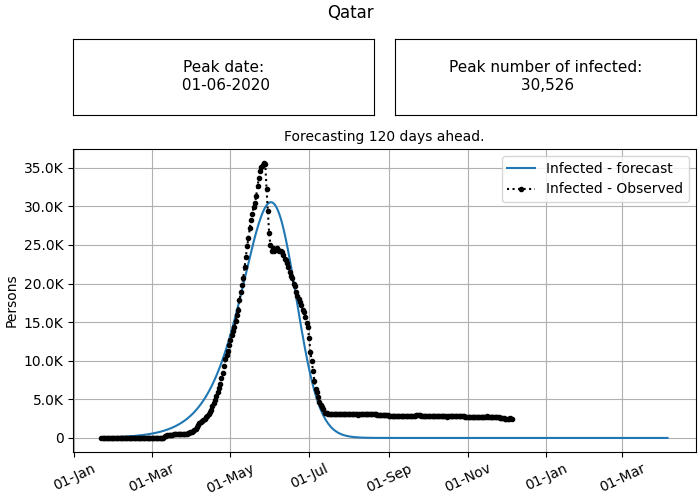 Qatar
Peak date:
01-06-2020
Peak number of infected:
30,526
Forecasting 120 days ahead.
Infected - forecast
Infected - Observed
Persons
35.0K
30.0K
25.0K
20.0K
15.0K
10.0K
5.0K
0
01-Jan
01-Mar
01-May
01-Jul
01-Sep
01-Nov
01-Jan
01-Mar